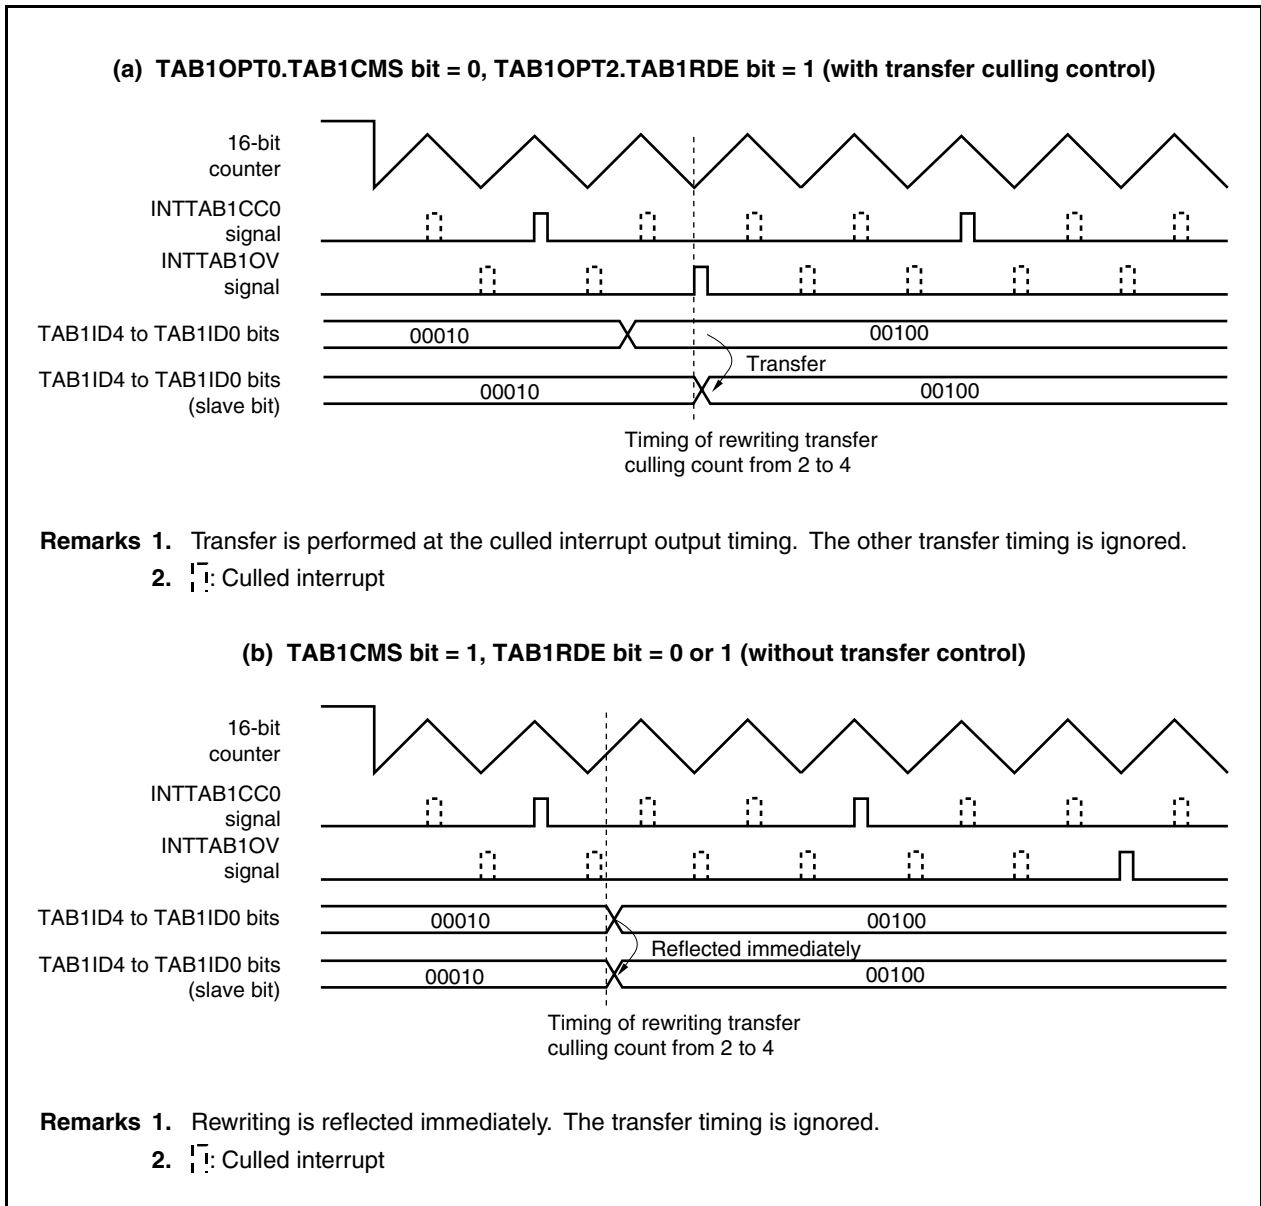 (a) TAB1OPT0.TAB1CMS bit = 0, TAB1OPT2.TAB1RDE bit = 1 (with transfer culling control)
16-bit
counter
INTTAB1CC0
signal
INTTAB1OV
signal
TAB1ID4 to TAB1ID0 bits
00010
00100
Transfer
TAB1ID4 to TAB1ID0 bits
(slave bit)
00010
00100
Timing of rewriting transfer
culling count from 2 to 4
Remarks 1. Transfer is performed at the culled interrupt output timing. The other transfer timing is ignored.
2. : Culled interrupt
(b) TAB1CMS bit = 1, TAB1RDE bit = 0 or 1 (without transfer control)
16-bit
counter
INTTAB1CC0
signal
INTTAB1OV
signal
TAB1ID4 to TAB1ID0 bits
00010
00100
Reflected immediately
TAB1ID4 to TAB1ID0 bits
(slave bit)
00010
00100
Timing of rewriting transfer
culling count from 2 to 4
Remarks 1. Rewriting is reflected immediately. The transfer timing is ignored.
2. : Culled interrupt